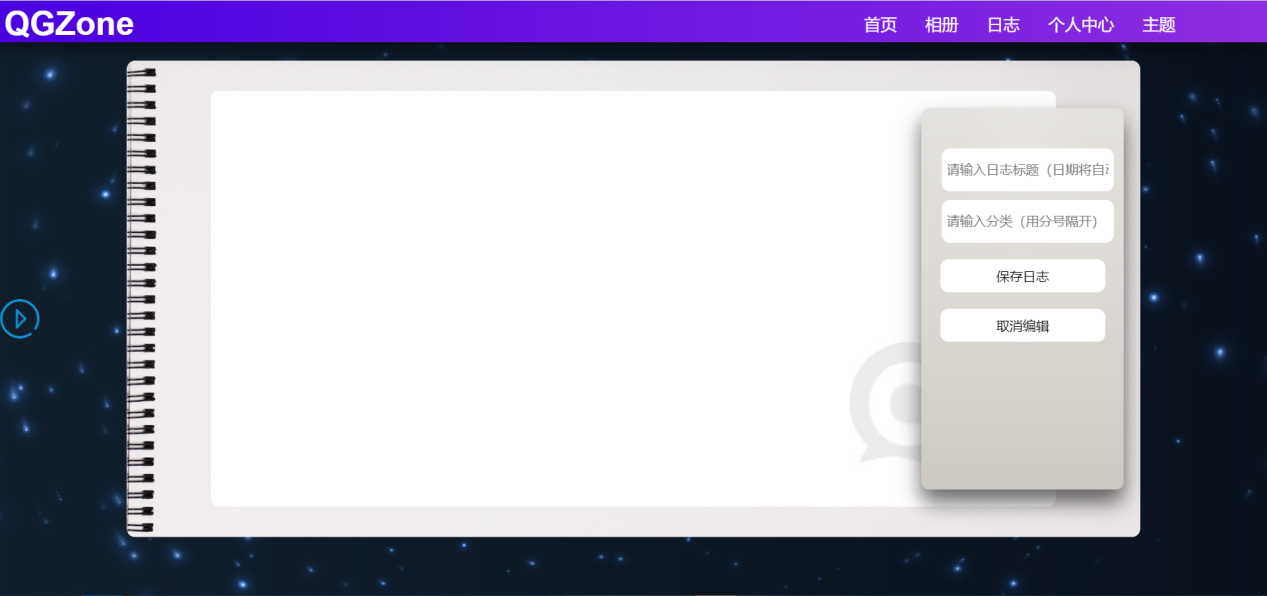 QGZone
首页 相册 日志 个人中心 主题
请输入日志标题（日期将自
请输入分类（用分号隔开）
保存日志
取消编辑